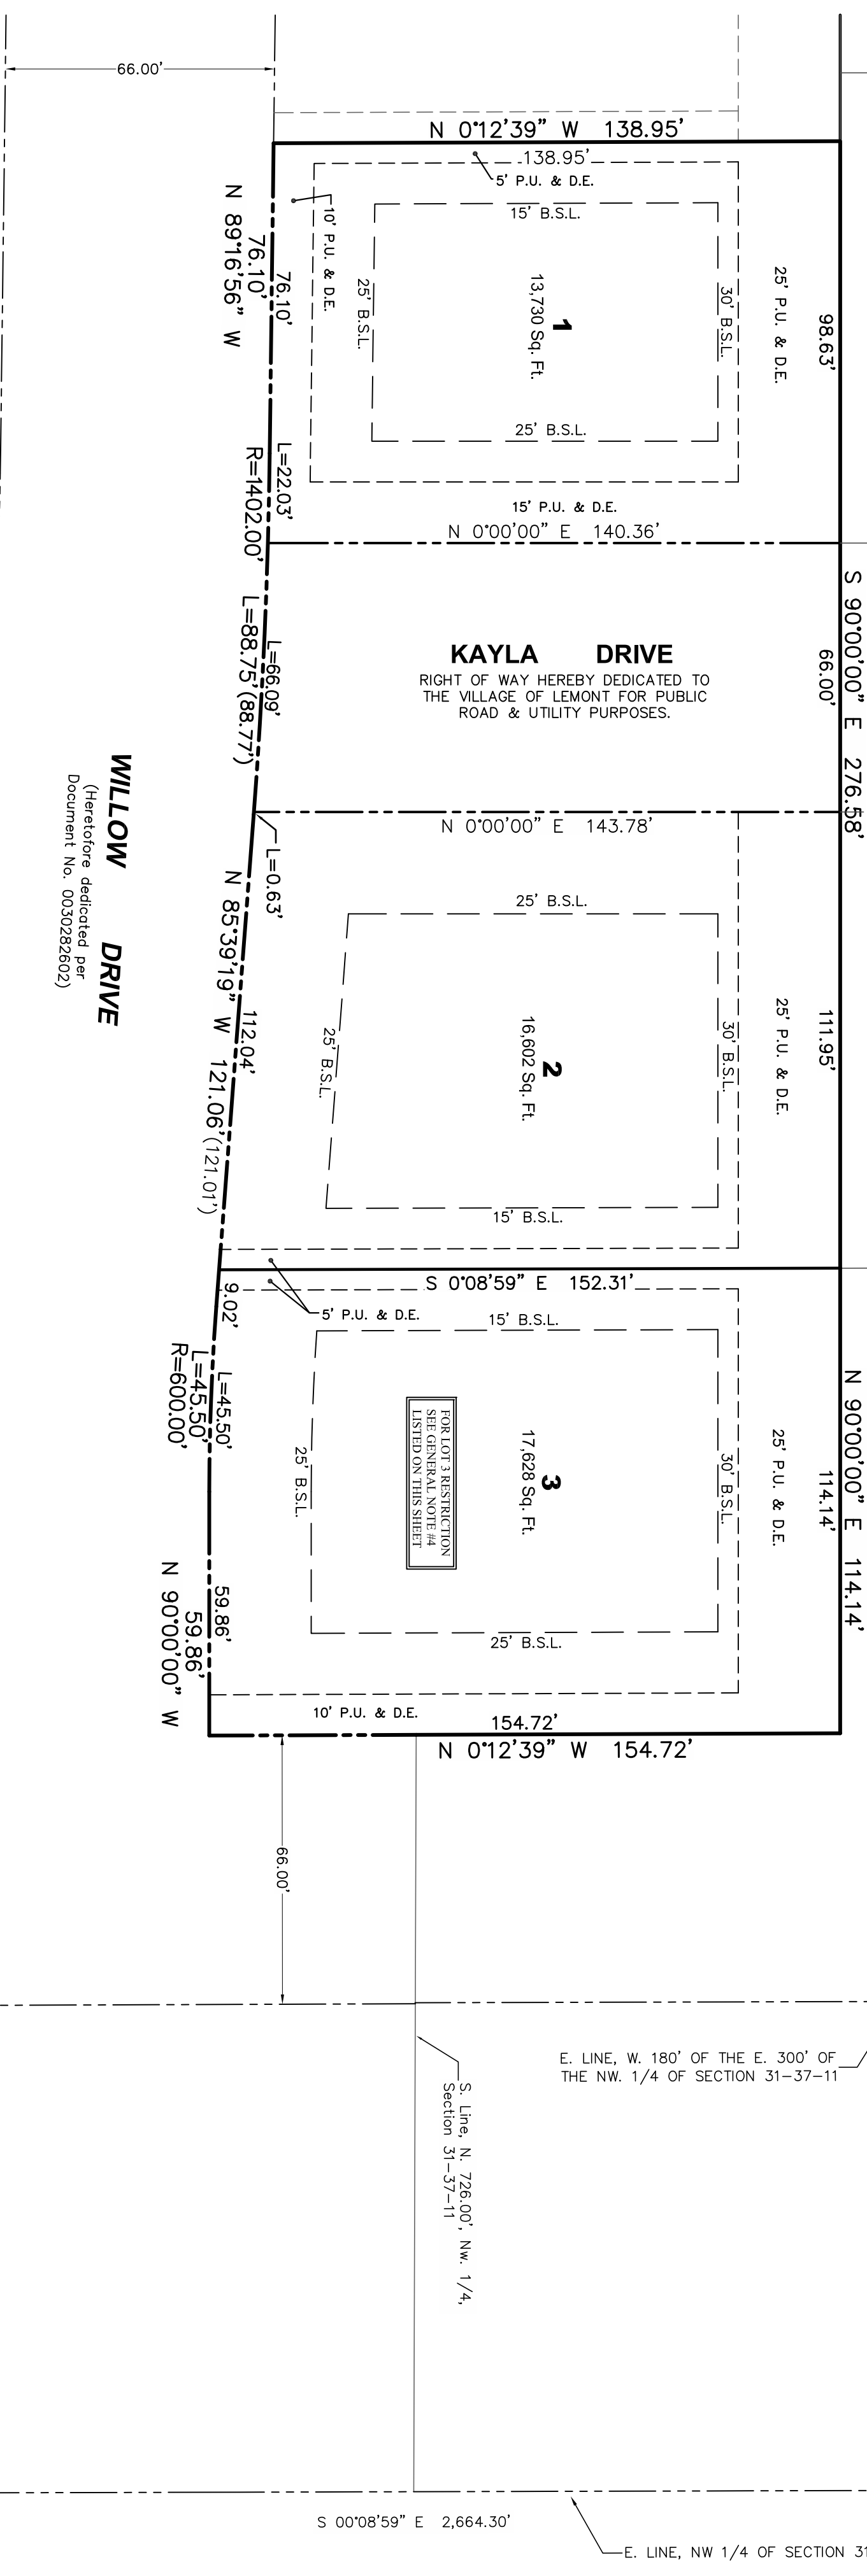 66.00'
N 0°12'39" W 138.95'
138.95'
5' P.U. & D.E.
15' B.S.L.
10' P.U. & D.E.
N 89°16'56" W
76.10'
76.10'
25' B.S.L.
1
13,730 Sq. Ft.
30' B.S.L.
25' P.U. & D.E.
98.63'
25' B.S.L.
L=22.03'
R=1402.00'
15' P.U. & D.E.
N 0°00'00" E 140.36'
S 90°00'00" E 276.58'
66.00'
KAYLA DRIVE
RIGHT OF WAY HEREBY DEDICATED TO
THE VILLAGE OF LEMONT FOR PUBLIC
ROAD & UTILITY PURPOSES.
L=66.09'
L=88.75' (88.77')
WILLOW DRIVE
(Heretofore dedicated per
Document No. 0030282602)
N 0°00'00" E 143.78'
L=0.63'
25' B.S.L.
N 85°39'19" W 121.06' (121.01')
112.04'
25' B.S.L.
2
16,602 Sq. Ft.
30' B.S.L.
25' P.U. & D.E.
111.95'
15' B.S.L.
S 0°08'59" E 152.31'
9.02'
5' P.U. & D.E.
15' B.S.L.
L=45.50'
L=45.50'
R=600.00'
25' B.S.L.
FOR LOT 3 RESTRICTION
SEE GENERAL NOTE #4
LISTED ON THIS SHEET
3
17,628 Sq. Ft.
30' B.S.L.
25' P.U. & D.E.
114.14'
N 90°00'00" E 114.14'
59.86'
59.86'
N 90°00'00" W
25' B.S.L.
10' P.U. & D.E.
154.72'
N 0°12'39" W 154.72'
66.00'
E. LINE, W. 180' OF THE E. 300' OF
THE NW. 1/4 OF SECTION 31-37-11
S. Line, N. 726.00', Nw. 1/4,
Section 31-37-11
S 00°08'59" E 2,664.30'
E. LINE, NW 1/4 OF SECTION 31